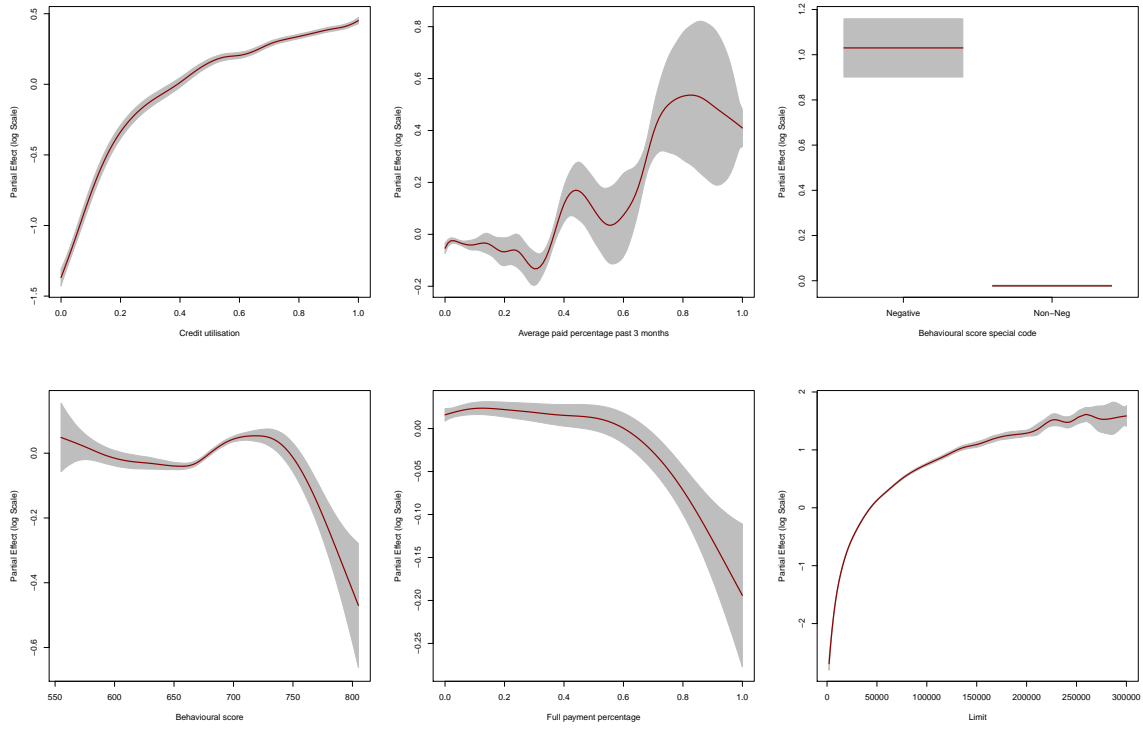 Partial Effect (log Scale)
0.5
0.0
−0.5
−1.0
−1.5
0.0 0.2 0.4 0.6 0.8 1.0
Credit utilisation
Partial Effect (log Scale)
0.8
0.6
0.4
0.2
0.0
−0.2
0.0 0.2 0.4 0.6 0.8 1.0
Average paid percentage past 3 months
Partial Effect (log Scale)
1.2
1.0
0.8
0.6
0.4
0.2
0.0
Negative Non−Neg
Behavioural score special code
Partial Effect (log Scale)
0.0
−0.2
−0.4
−0.6
550 600 650 700 750 800
Behavioural score
Partial Effect (log Scale)
0.00
−0.05
−0.10
−0.15
−0.20
−0.25
0.0 0.2 0.4 0.6 0.8 1.0
Full payment percentage
Partial Effect (log Scale)
2
1
0
−1
−2
0 50000 100000 150000 200000 250000 300000
Limit